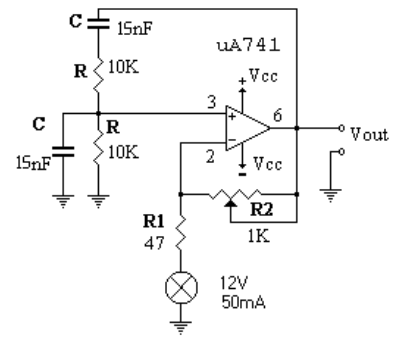 C
15nF
uA741
R 10K
+ Vcc
C
R
3
+
6
Vout
15nF
10K
−
2
Vcc
-
R1
R2
47
1K
12V
50mA